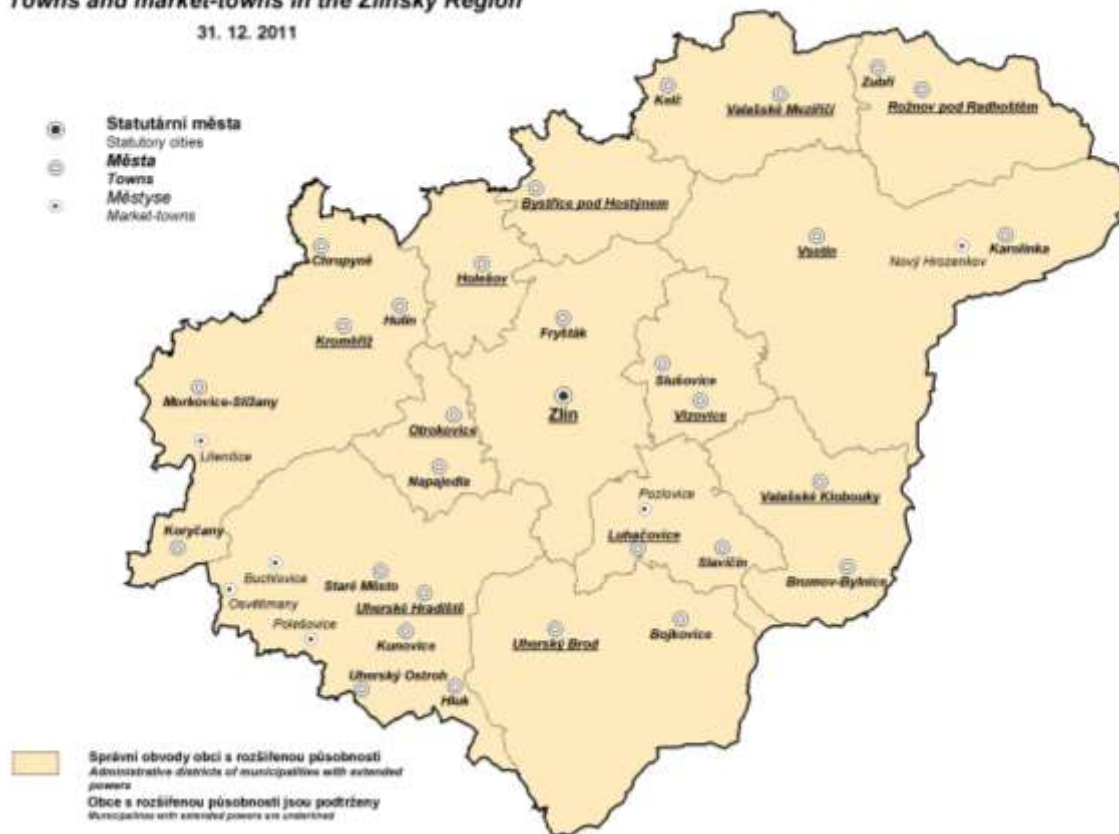 Towns and market-towns in the Zlínský Region
31. 12. 2011
Statutární města
Statutory cities
Města
Towns
Městyse
Market-towns
Kelč
Valašské Meziříčí
Zubří
Rožnov pod Radhoštěm
Bystřice pod Hostýnem
Chropyně
Holešov
Vsetín
Nový Hrozenkov
Karolinka
Hulín
Kroměříž
Fryšták
Slušovice
Morkovice-Slížany
Zlín
Vizovice
Otrokovice
Litenčice
Napajedla
Pozlovice
Valašské Klobouky
Koryčany
Luhačovice
Slavičín
Buchlovice
Staré Město
Brumov-Bylnice
Osvětimany
Uherské Hradiště
Polešovice
Kunovice
Uherský Brod
Bojkovice
Uherský Ostroh
Hluk
Správní obvody obcí s rozšířenou působností
Administrative districts of municipalities with extended
powers
Obce s rozšířenou působností jsou podtrženy
Municipalities with extended powers are underlined